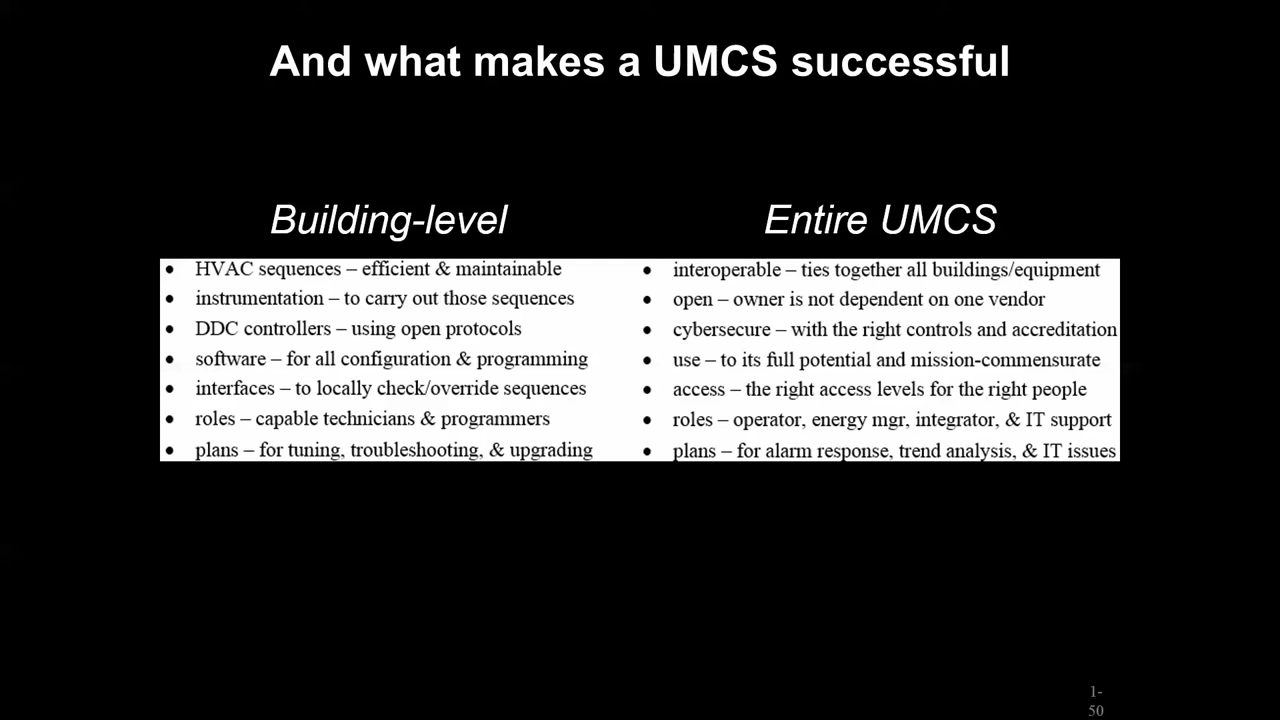 And what makes a UMCS successful
Building-level
• HVAC sequences – efficient & maintainable
• instrumentation – to carry out those sequences
• DDC controllers – using open protocols
• software – for all configuration & programming
• interfaces – to locally check/override sequences
• roles – capable technicians & programmers
• plans – for tuning, troubleshooting, & upgrading
Entire UMCS
• interoperable – ties together all buildings/equipment
• open – owner is not dependent on one vendor
• cybersecure – with the right controls and accreditation
• use – to its full potential and mission-commensurate
• access – the right access levels for the right people
• roles – operator, energy mgr, integrator, & IT support
• plans – for alarm response, trend analysis, & IT issues
1-
50